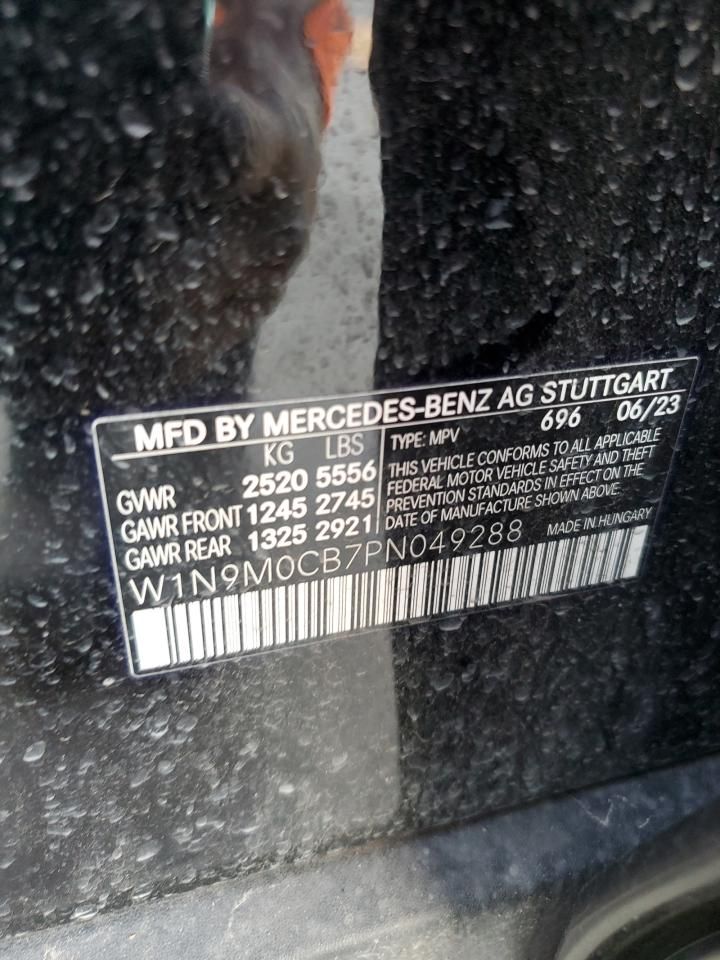 MFD BY MERCEDES-BENZ AG STUTTGART
KG LBS
GVWR 2520 5556
GAWR FRONT 1245 2745
GAWR REAR 1325 2921
TYPE: MPV 696 06/23
THIS VEHICLE CONFORMS TO ALL APPLICABLE
FEDERAL MOTOR VEHICLE SAFETY AND THEFT
PREVENTION STANDARDS IN EFFECT ON THE
DATE OF MANUFACTURE SHOWN ABOVE.
MADE IN HUNGARY
W1N9M0CB7PN049288